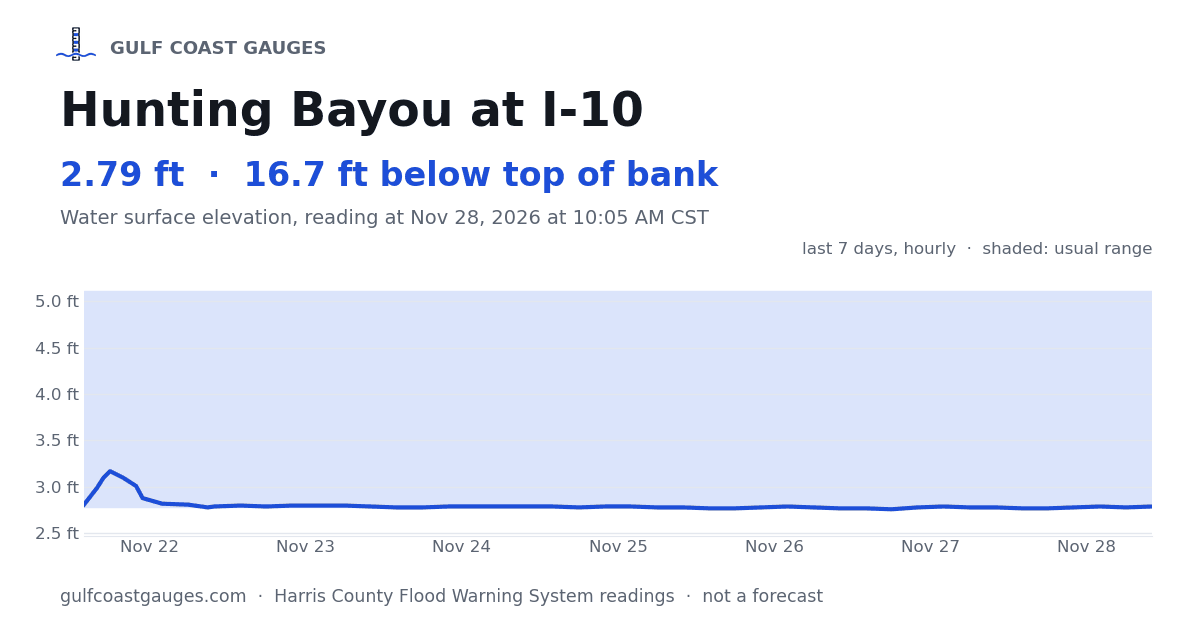 GULF COAST GAUGES
Hunting Bayou at I-10
2.79 ft · 16.7 ft below top of bank
Water surface elevation, reading at Nov 28, 2026 at 10:05 AM CST
last 7 days, hourly · shaded: usual range
5.0 ft
4.5 ft
4.0 ft
3.5 ft
3.0 ft
2.5 ft
Nov 22 Nov 23 Nov 24 Nov 25 Nov 26 Nov 27 Nov 28
gulfcoastgauges.com · Harris County Flood Warning System readings · not a forecast